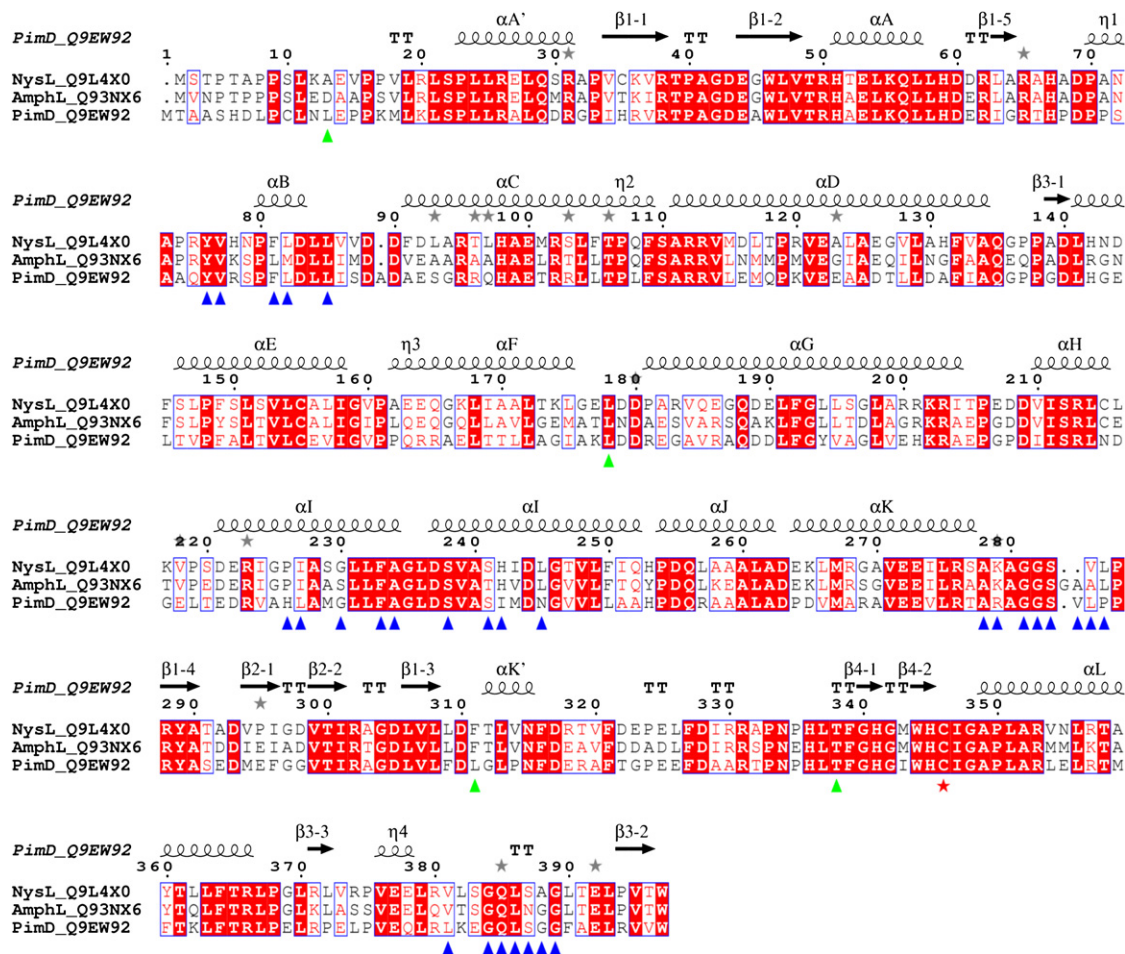 PimD_Q9EW92 TT αA' β1-1 TT β1-2 αA TT β1-5 η1
1 10 20 30 40 50 60 70
NysL_Q9L4X0 .MSTPTAPPSLKAEVPPVLRLSPLLRELQSRAPVCKVRTPAGDEGWLVTRHTELKQLLHDDRLARAHADPAN
AmphL_Q93NX6 .MVNPTPPPSLEDAAPSVLRLSPLLRELQMRAPVTKIRTPAGDEGWLVTRHAELKQLLHDERLARAHADPAN
PimD_Q9EW92 MTAASHDLPCLNLEPPKMLKLSPLLRALQDRGPIHRVRTPAGDEAWLVTRHAELKQLLHDERIGRTHPDPPS
PimD_Q9EW92 αB αC η2 αD β3-1
80 90 100 110 120 130 140
NysL_Q9L4X0 APRYVHNPFLDLLVVD.DFDLARTLHAEMRSLFTPQFSARRVMDLTPRVEALAEGVLAHFVAQGPPADLHND
AmphL_Q93NX6 APRYVKSPLMDLLIMD.DVEAARAAHAELRTLLTPQFSARRVLNMMPMVEGIAEQILNGFAAQEQPADLRGN
PimD_Q9EW92 AAQYVRSPFLDLLISDADAESGRRQHAETRRLLTPLFSARRVLEMQPKVEEAADTLLDAFIAQGPPGDLHGE
PimD_Q9EW92 αE η3 αF αG αH
150 160 170 180 190 200 210
NysL_Q9L4X0 FSLPFSLSVLCALIGVPAEEQGKLIAALTKLGELDDPARVQEGQDELFGLLSGLARRKRITPEDDVISRLCL
AmphL_Q93NX6 FSLPYSLTVLCALIGIPLQEQGQLLAVLGEMATLNDAESVARSQAKLFGLLTDLAGRKRAEPGDDVISRLCE
PimD_Q9EW92 LTVPFALTVLCEVIGVPPQRRAELTTLLAGIAKLDDREGAVRAQDDLFGYVAGLVEHKRAEPGPDIISRLND
PimD_Q9EW92 αI αI αJ αK
220 230 240 250 260 270 280
NysL_Q9L4X0 KVPSDERIGPIASGLLFAGLDSVASHIDLGTVLFIQHPDQLAAALADEKLMRGAVEEILRSAKAGGS..VLP
AmphL_Q93NX6 TVPEDERIGPIAASLLFAGLDSVATHVDLGVVLFTQYPDQLKEALADEKLMRSGVEEILRAAKAGGSGAALP
PimD_Q9EW92 GELTEDRVAHLAMGLLFAGLDSVASIMDNGVVLLAAHPDQRAAALADPDVMARAVEEVLRTARAGGS.VLPP
PimD_Q9EW92 β1-4 β2-1 TT β2-2 TT β1-3 αK' TT TT TT β4-1 TT β4-2 αL
290 300 310 320 330 340 350
NysL_Q9L4X0 RYATADVPIGDVTIRAGDLVLLDFTLVNFDRTVFDEPELFDIRRAPNPHLTFGHGMWHCIGAPLARVNLRTA
AmphL_Q93NX6 RYATDDIEIADVTIRTGDLVLLDFTLVNFDEAVFDDADLFDIRRSPNEHLTFGHGMWHCIGAPLARMMLKTA
PimD_Q9EW92 RYASEDMEFGGVTIRAGDLVLFDLGLPNFDERAFTGPEEFDAARTPNPHLTFGHGIWHCIGAPLARLELRTM
PimD_Q9EW92 β3-3 η4 TT β3-2
360 370 380 390
NysL_Q9L4X0 YTLLFTRLPGLRLVRPVEELRVLSGQLSAGLTELPVTW
AmphL_Q93NX6 YTQLFTRLPGLKLASSVEELQVTSGQLNGGLTELPVTW
PimD_Q9EW92 FTKLFTRLPELRPELPVEQLRLKEGQLSGGFAELRVVW